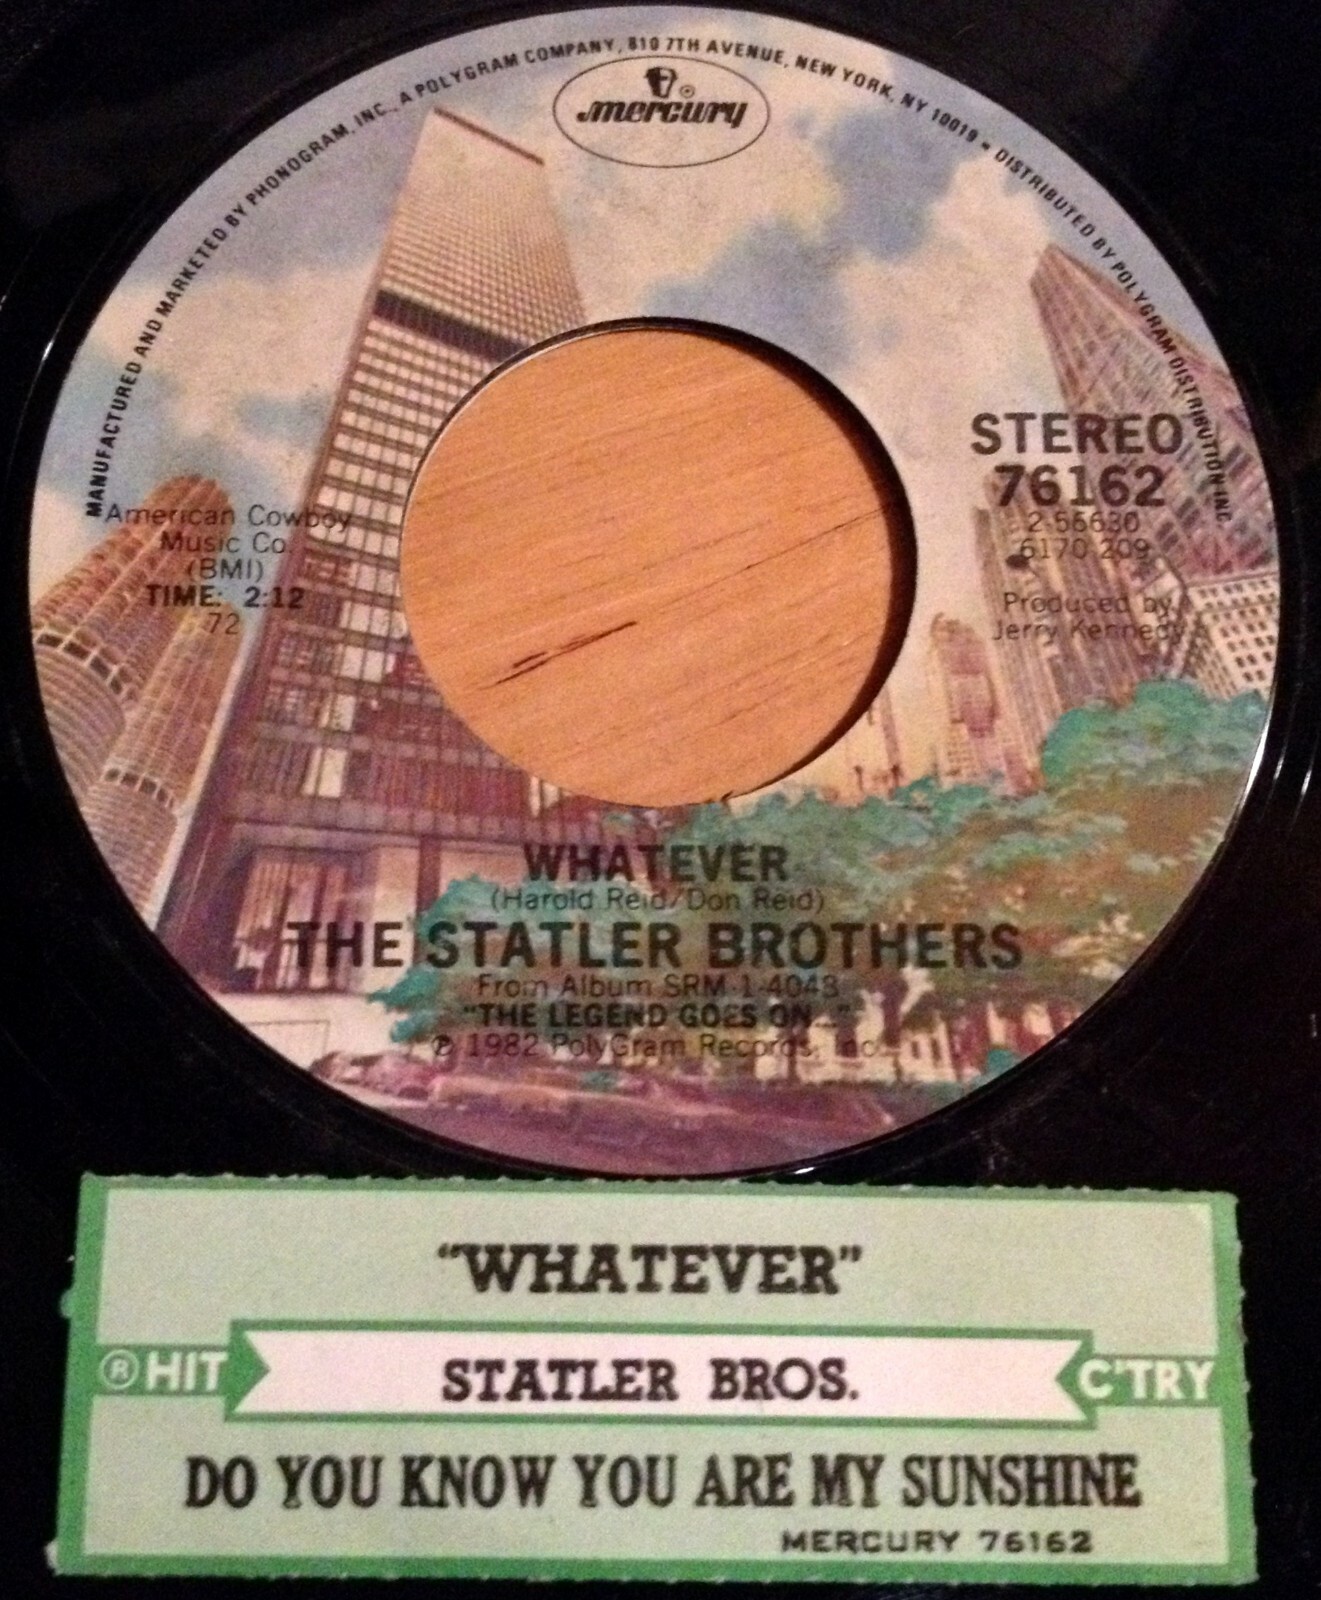 MANUFACTURED AND MARKETED BY PHONOGRAM, INC., A POLYGRAM COMPANY, 810 7TH AVENUE, NEW YORK, NY 10019 • DISTRIBUTED BY POLYGRAM DISTRIBUTION INC.
mercury ®
STEREO
76162
2-56630
6170 209
Produced by
Jerry Kennedy
American Cowboy
Music Co.
(BMI)
TIME: 2:12
72
WHATEVER
(Harold Reid/Don Reid)
THE STATLER BROTHERS
From Album SRM-1-4048
"THE LEGEND GOES ON..."
℗ 1982 PolyGram Records, Inc.
“WHATEVER”
® HIT STATLER BROS. C'TRY
DO YOU KNOW YOU ARE MY SUNSHINE
MERCURY 76162